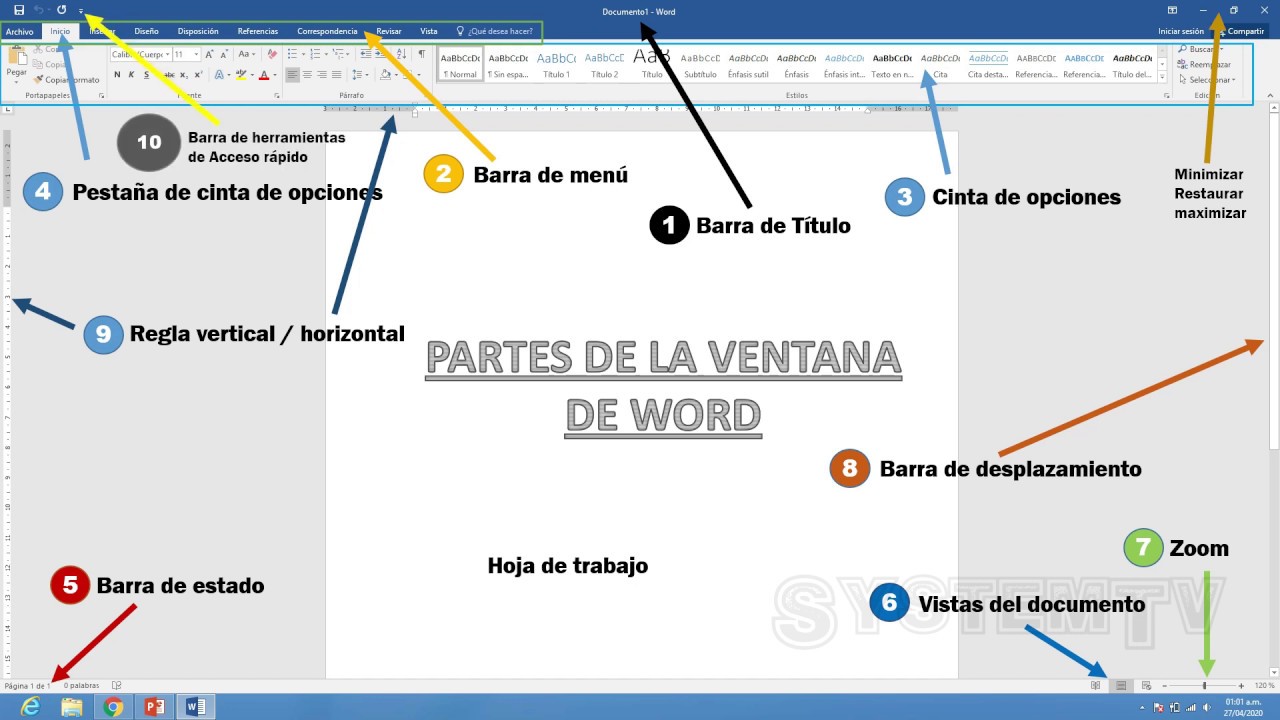 Documento1 - Word
Archivo Inicio Insertar Diseño Disposición Referencias Correspondencia Revisar Vista ¿Qué desea hacer? Iniciar sesión Compartir
Pegar
Copiar
Copiar formato
Portapapeles
Calibri (Cuerpo 11
N K S abc
Fuente
Párrafo
AaBbCcDc AaBbCcDc AaBbC AaBbCcD AaB AaBbCcD AaBbCcDc AaBbCcDc AaBbCcDc AaBbCcDc AaBbCcDc AaBbCcDc AaBbCcDc AaBbCcDc AaBbCcDc
¶ Normal ¶ Sin espa... Título 1 Título 2 Título Subtítulo Énfasis sutil Énfasis Énfasis int... Texto en n... Cita Cita desta... Referencia... Referencia... Título del...
Estilos
Buscar
Reemplazar
Seleccionar
Edición
10
Barra de herramientas
de Acceso rápido
4 Pestaña de cinta de opciones
2 Barra de menú
1 Barra de Título
3 Cinta de opciones
Minimizar
Restaurar
maximizar
9 Regla vertical / horizontal
PARTES DE LA VENTANA
DE WORD
8 Barra de desplazamiento
7 Zoom
Hoja de trabajo
5 Barra de estado
6 Vistas del documento
SYSTEMTV
Página 1 de 1 0 palabras 120 %
01:01 a.m.
27/04/2020